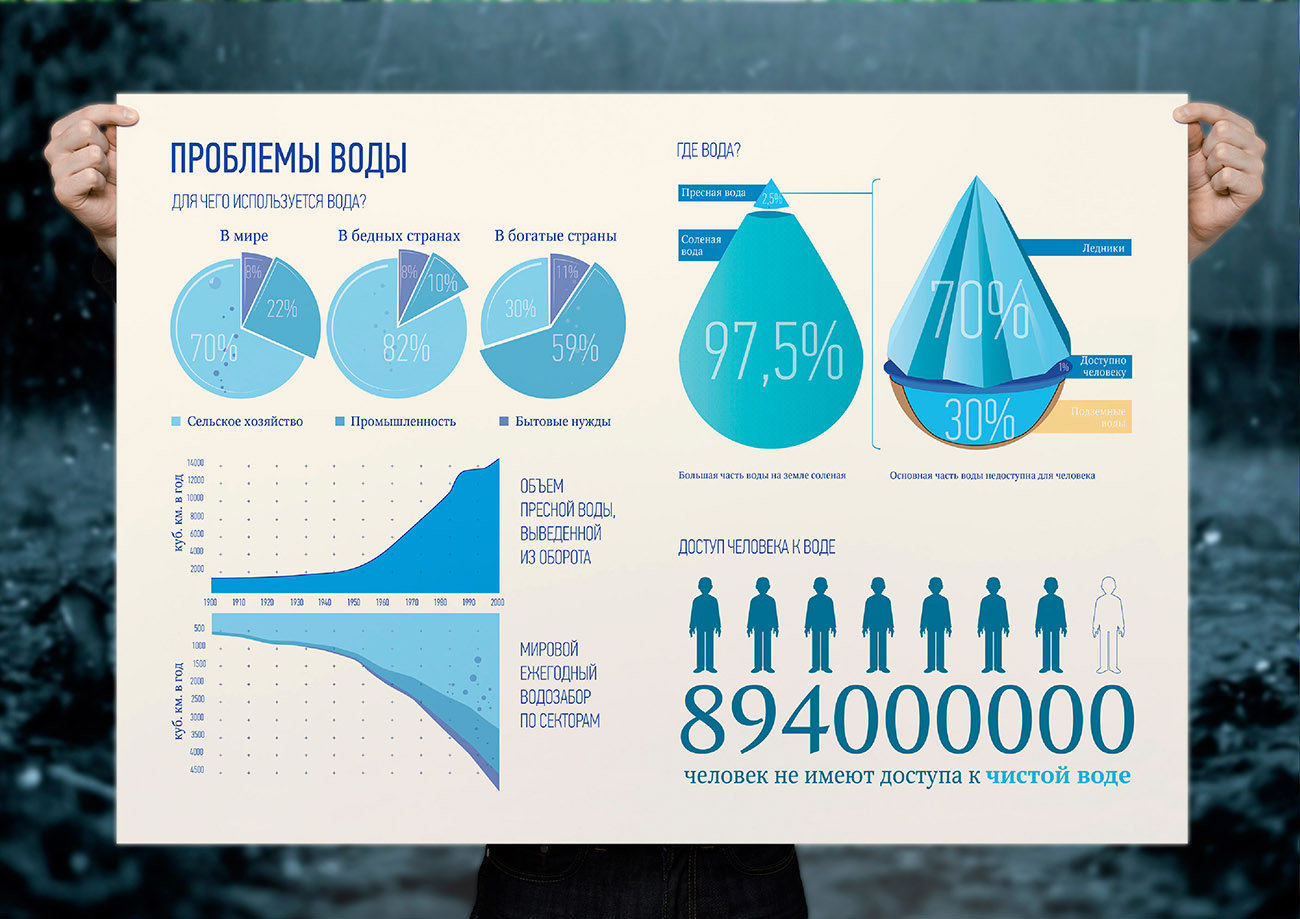 ПРОБЛЕМЫ ВОДЫ
ДЛЯ ЧЕГО ИСПОЛЬЗУЕТСЯ ВОДА?
В мире
В бедных странах
В богатые страны
8%
22%
70%
8%
10%
82%
11%
30%
59%
Сельское хозяйство
Промышленность
Бытовые нужды
куб. км. в год
14000
12000
10000
8000
6000
4000
2000
1900 1910 1920 1930 1940 1950 1960 1970 1980 1990 2000
ОБЪЕМ
ПРЕСНОЙ ВОДЫ,
ВЫВЕДЕННОЙ
ИЗ ОБОРОТА
куб. км. в год
500
1000
1500
2000
2500
3000
3500
4000
4500
МИРОВОЙ
ЕЖЕГОДНЫЙ
ВОДОЗАБОР
ПО СЕКТОРАМ
ГДЕ ВОДА?
Пресная вода
2,5%
Соленая
вода
97,5%
Большая часть воды на земле соленая
Ледники
70%
1%
Доступно
человеку
30%
Подземные
воды
Основная часть воды недоступна для человека
ДОСТУП ЧЕЛОВЕКА К ВОДЕ
894000000
человек не имеют доступа к чистой воде